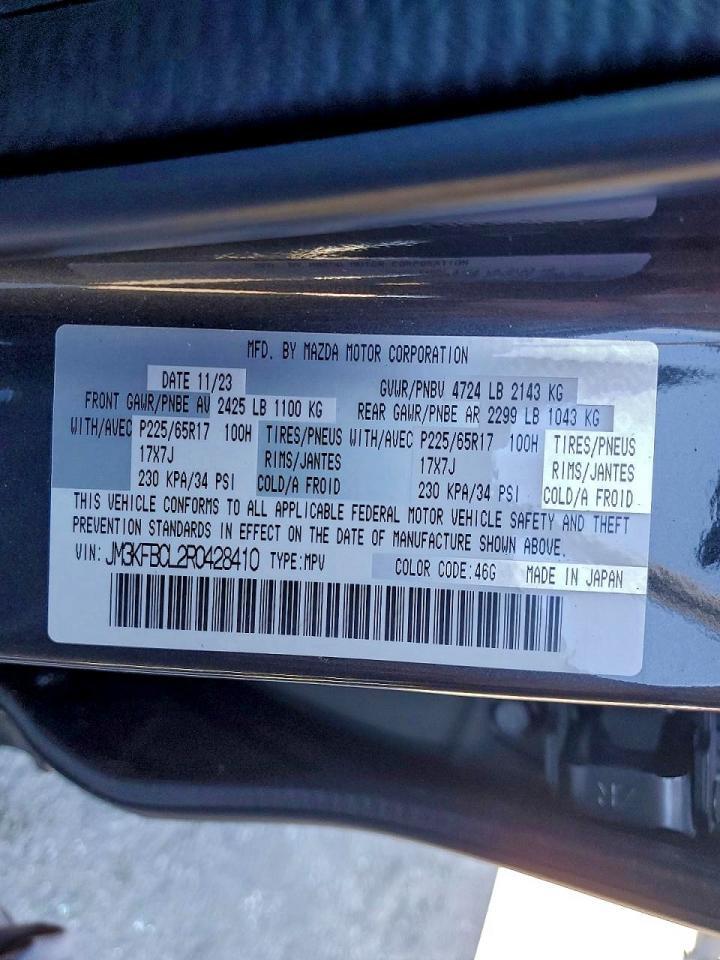 MFD. BY MAZDA MOTOR CORPORATION
DATE 11/23 GVWR/PNBV 4724 LB 2143 KG
FRONT GAWR/PNBE AV 2425 LB 1100 KG REAR GAWR/PNBE AR 2299 LB 1043 KG
WITH/AVEC P225/65R17 100H TIRES/PNEUS WITH/AVEC P225/65R17 100H TIRES/PNEUS
17X7J RIMS/JANTES 17X7J RIMS/JANTES
230 KPA/34 PSI COLD/A FROID 230 KPA/34 PSI COLD/A FROID
THIS VEHICLE CONFORMS TO ALL APPLICABLE FEDERAL MOTOR VEHICLE SAFETY AND THEFT
PREVENTION STANDARDS IN EFFECT ON THE DATE OF MANUFACTURE SHOWN ABOVE.
VIN: JM3KFBCL2R0428410 TYPE:MPV COLOR CODE:46G MADE IN JAPAN